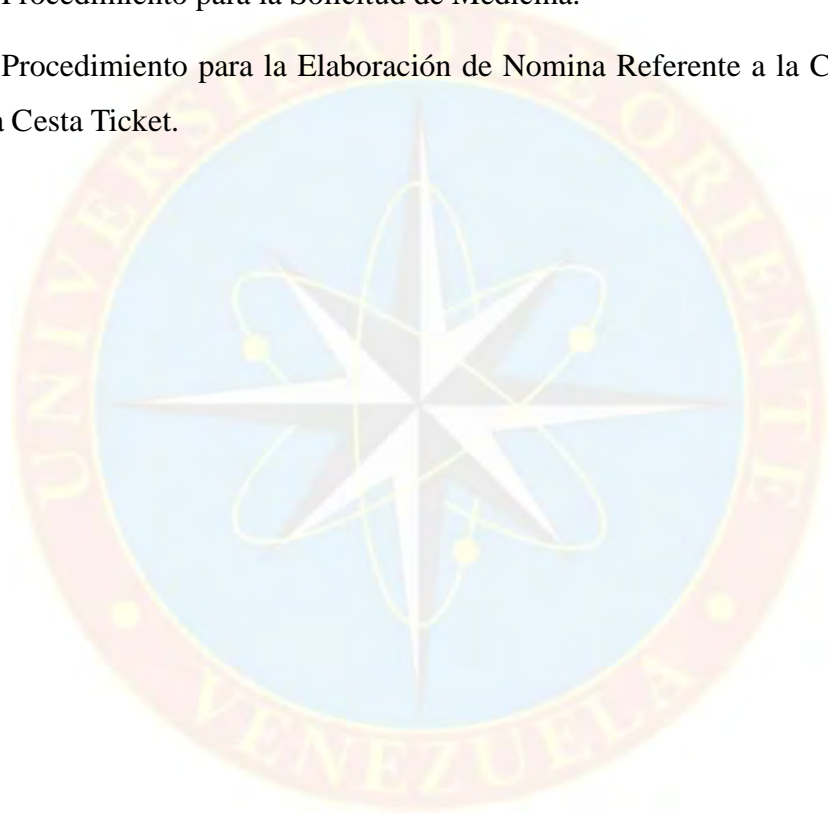 Procedimiento para la Solicitud de Medicina.
Procedimiento para la Elaboración de Nomina Referente a la C
a Cesta Ticket.
UNIVERSIDAD DE ORIENTE
VENEZUELA